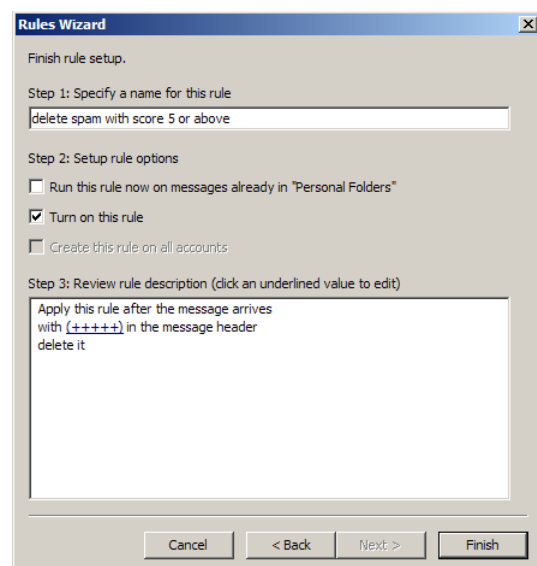 Rules Wizard
Finish rule setup.
Step 1: Specify a name for this rule
delete spam with score 5 or above
Step 2: Setup rule options
Run this rule now on messages already in "Personal Folders"
Turn on this rule
Create this rule on all accounts
Step 3: Review rule description (click an underlined value to edit)
Apply this rule after the message arrives
with (+++++) in the message header
delete it
Cancel < Back Next > Finish